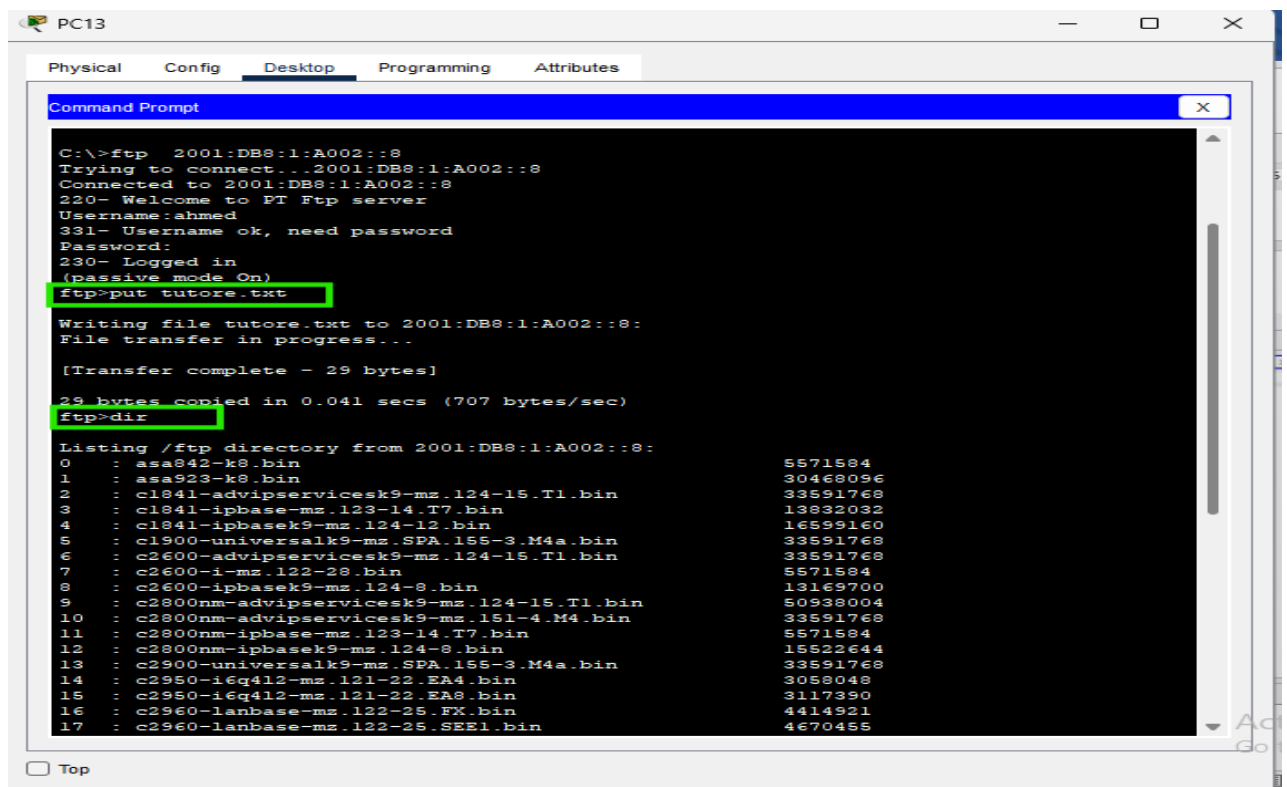 PC13
Physical Config Desktop Programming Attributes
Command Prompt
X
C:\>ftp  2001:DB8:1:A002::8
Trying to connect...2001:DB8:1:A002::8
Connected to 2001:DB8:1:A002::8
220- Welcome to PT Ftp server
Username:ahmed
331- Username ok, need password
Password:
230- Logged in
(passive mode On)
ftp>put tutore.txt
Writing file tutore.txt to 2001:DB8:1:A002::8:
File transfer in progress...
[Transfer complete - 29 bytes]
29 bytes copied in 0.041 secs (707 bytes/sec)
ftp>dir
Listing /ftp directory from 2001:DB8:1:A002::8:
0   : asa842-k8.bin 5571584
1   : asa923-k8.bin 30468096
2   : c1841-advipservicesk9-mz.124-15.T1.bin 33591768
3   : c1841-ipbase-mz.123-14.T7.bin 13832032
4   : c1841-ipbasek9-mz.124-12.bin 16599160
5   : c1900-universalk9-mz.SPA.155-3.M4a.bin 33591768
6   : c2600-advipservicesk9-mz.124-15.T1.bin 33591768
7   : c2600-i-mz.122-28.bin 5571584
8   : c2600-ipbasek9-mz.124-8.bin 13169700
9   : c2800nm-advipservicesk9-mz.124-15.T1.bin 50938004
10  : c2800nm-advipservicesk9-mz.151-4.M4.bin 33591768
11  : c2800nm-ipbase-mz.123-14.T7.bin 5571584
12  : c2800nm-ipbasek9-mz.124-8.bin 15522644
13  : c2900-universalk9-mz.SPA.155-3.M4a.bin 33591768
14  : c2950-i6q4l2-mz.121-22.EA4.bin 3058048
15  : c2950-i6q4l2-mz.121-22.EA8.bin 3117390
16  : c2960-lanbase-mz.122-25.FX.bin 4414921
17  : c2960-lanbase-mz.122-25.SEE1.bin 4670455
Top